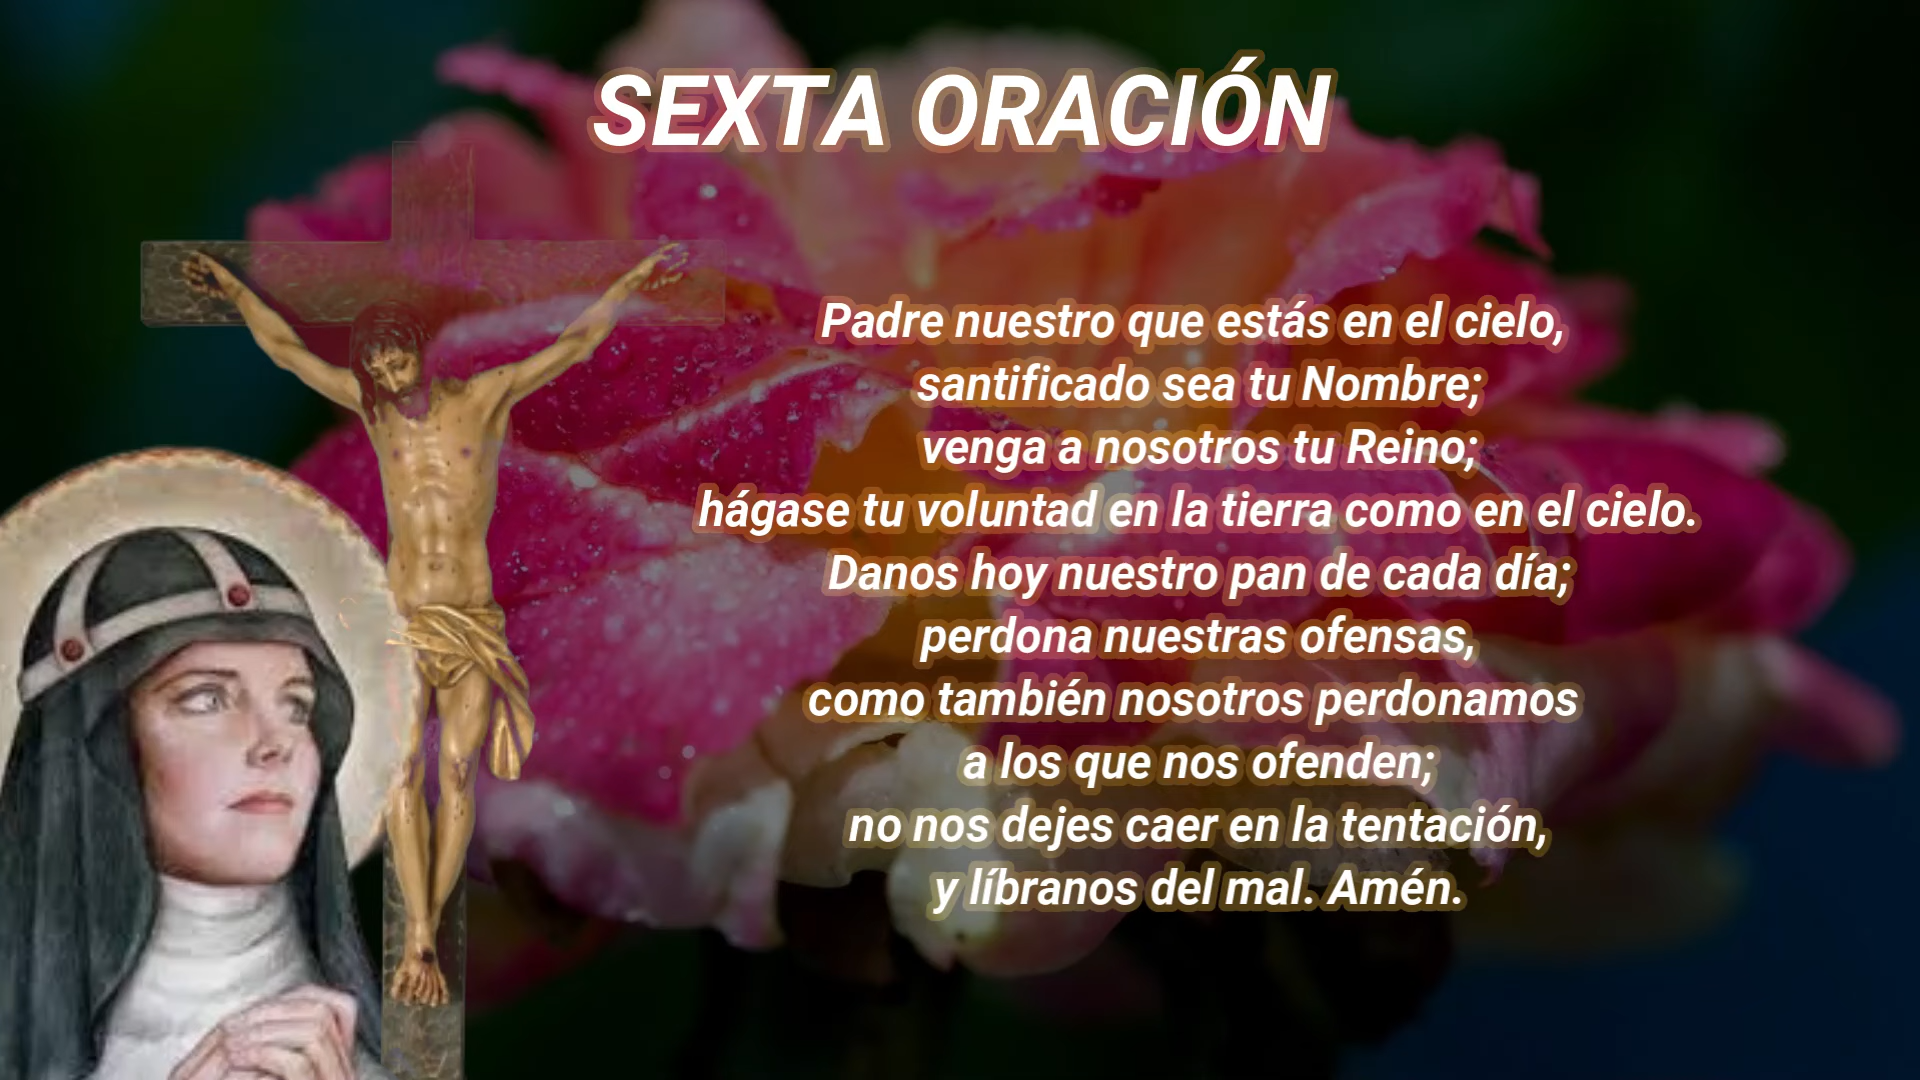 SEXTA ORACIÓN
Padre nuestro que estás en el cielo,
santificado sea tu Nombre;
venga a nosotros tu Reino;
hágase tu voluntad en la tierra como en el cielo.
Danos hoy nuestro pan de cada día;
perdona nuestras ofensas,
como también nosotros perdonamos
a los que nos ofenden;
no nos dejes caer en la tentación,
y líbranos del mal. Amén.